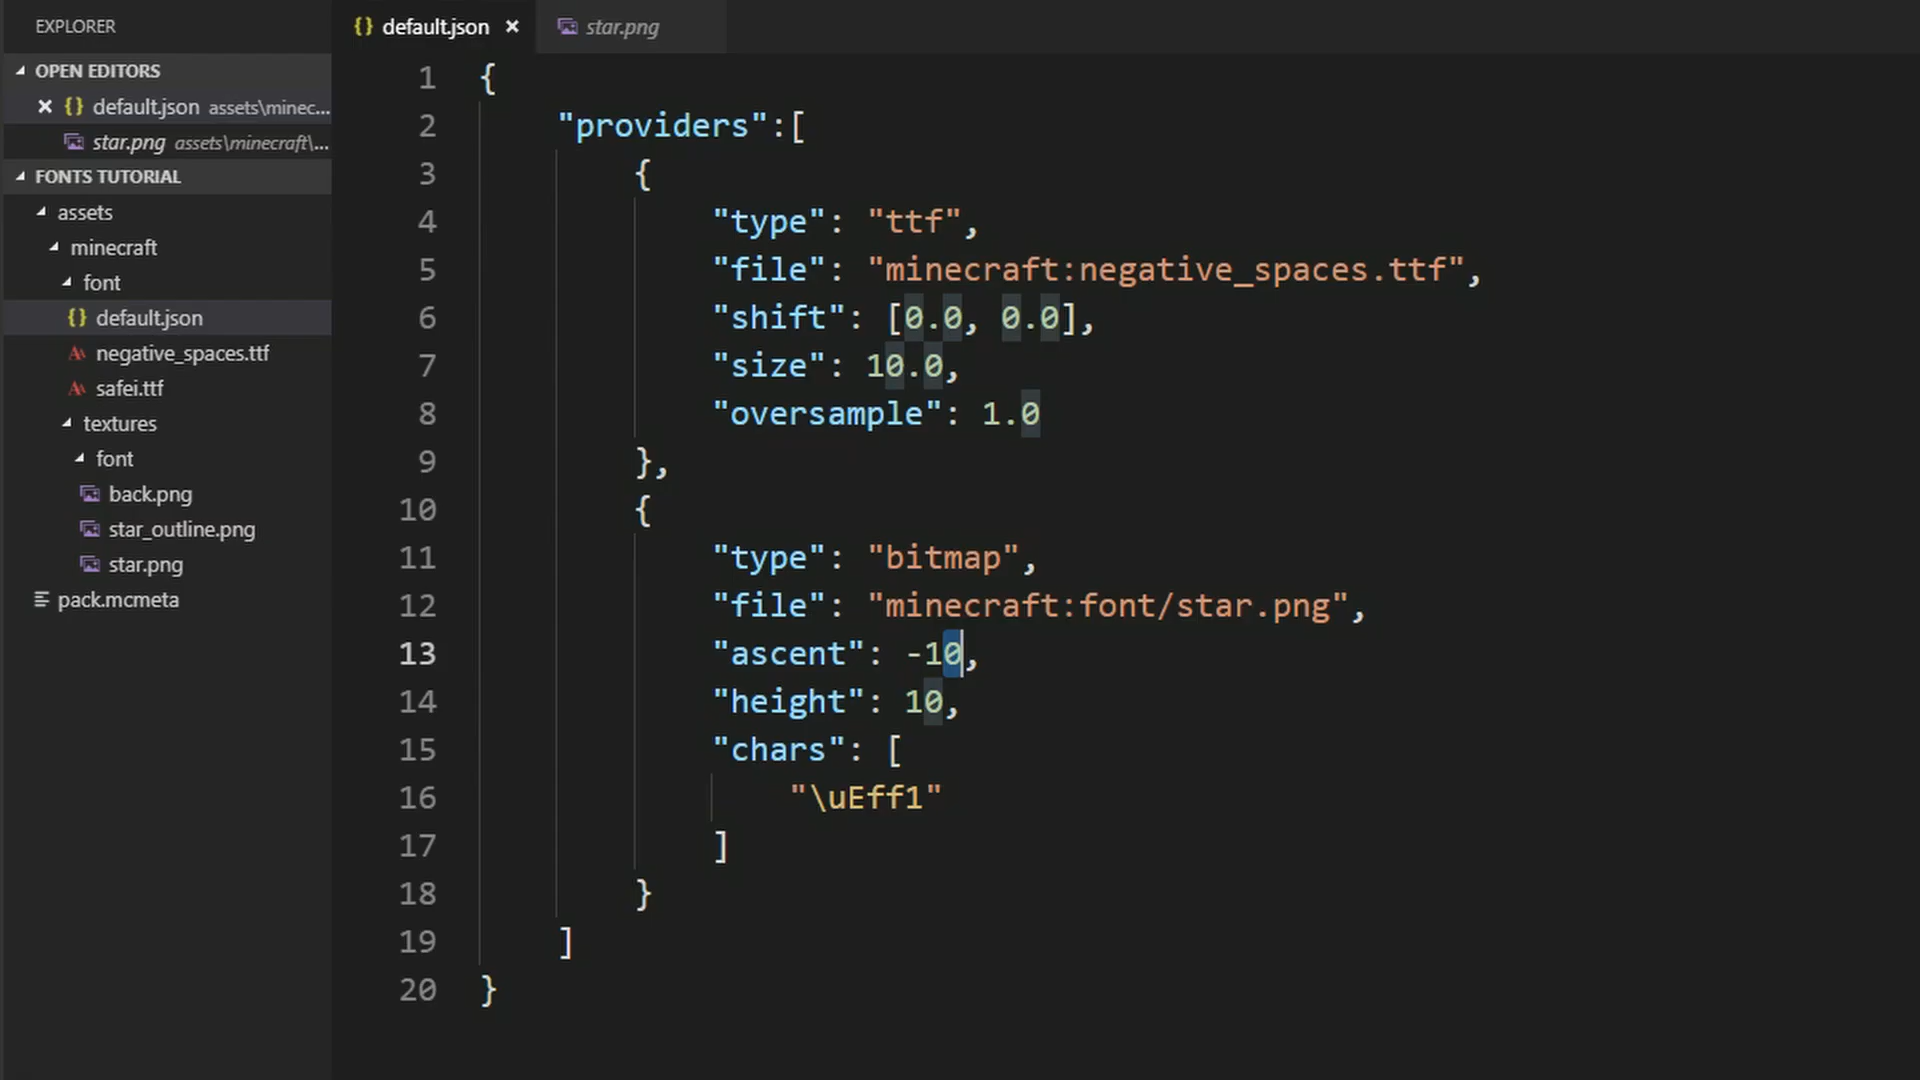 EXPLORER
OPEN EDITORS
default.json assets\minec...
star.png assets\minecraft\...
FONTS TUTORIAL
assets
minecraft
font
{} default.json
negative_spaces.ttf
safei.ttf
textures
font
back.png
star_outline.png
star.png
pack.mcmeta
{} default.json ×
star.png
1 {
2 "providers":[
3 {
4 "type": "ttf",
5 "file": "minecraft:negative_spaces.ttf",
6 "shift": [0.0, 0.0],
7 "size": 10.0,
8 "oversample": 1.0
9 },
10 {
11 "type": "bitmap",
12 "file": "minecraft:font/star.png",
13 "ascent": -10,
14 "height": 10,
15 "chars": [
16 "\uEff1"
17 ]
18 }
19 ]
20 }